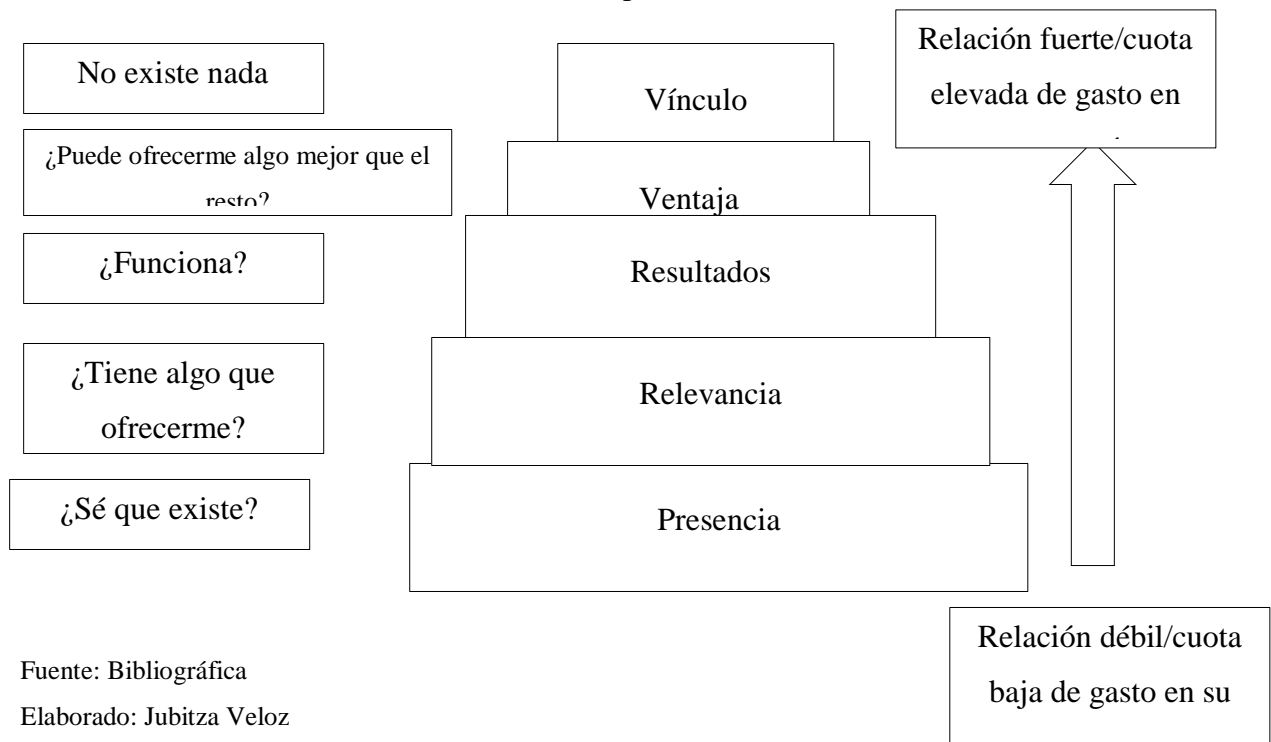 No existe nada
¿Puede ofrecerme algo mejor que el
resto?
¿Funciona?
¿Tiene algo que
ofrecerme?
¿Sé que existe?
Vínculo
Ventaja
Resultados
Relevancia
Presencia
Relación fuerte/cuota
elevada de gasto en
Relación débil/cuota
baja de gasto en su
Fuente: Bibliográfica
Elaborado: Jubitza Veloz